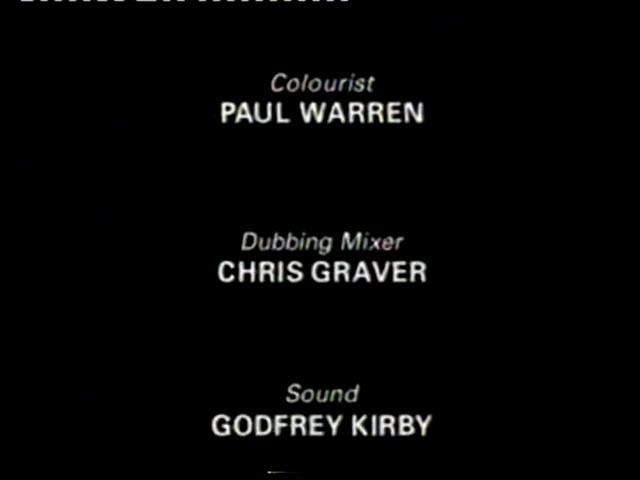 Colourist
PAUL WARREN
Dubbing Mixer
CHRIS GRAVER
Sound
GODFREY KIRBY